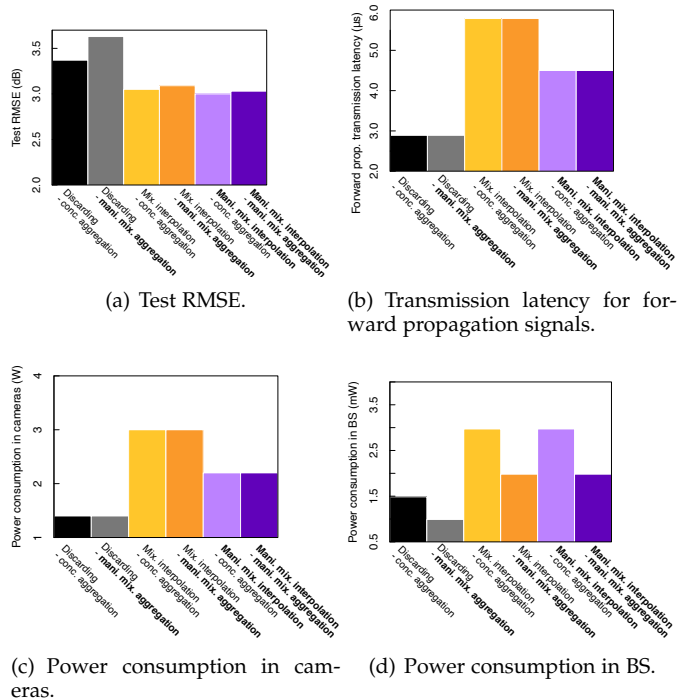 Test RMSE (dB)
3.5
3.0
2.5
2.0
Discarding
- conc. aggregation
Discarding
- mani. mix. aggregation
Mix. interpolation
- conc. aggregation
Mix. interpolation
- mani. mix. aggregation
Mani. mix. interpolation
- conc. aggregation
Mani. mix. interpolation
- mani. mix. aggregation
(a) Test RMSE.
Forward prop. transmission latency (μs)
6.0
5.0
4.0
3.0
2.0
Discarding
- conc. aggregation
Discarding
- mani. mix. aggregation
Mix. interpolation
- conc. aggregation
Mix. interpolation
- mani. mix. aggregation
Mani. mix. interpolation
- conc. aggregation
Mani. mix. interpolation
- mani. mix. aggregation
(b) Transmission latency for for-
ward propagation signals.
Power consumption in cameras (W)
4
3
2
1
Discarding
- conc. aggregation
Discarding
- mani. mix. aggregation
Mix. interpolation
- conc. aggregation
Mix. interpolation
- mani. mix. aggregation
Mani. mix. interpolation
- conc. aggregation
Mani. mix. interpolation
- mani. mix. aggregation
(c) Power consumption in cam-
eras.
Power consumption in BS (mW)
3.5
2.5
1.5
0.5
Discarding
- conc. aggregation
Discarding
- mani. mix. aggregation
Mix. interpolation
- conc. aggregation
Mix. interpolation
- mani. mix. aggregation
Mani. mix. interpolation
- conc. aggregation
Mani. mix. interpolation
- mani. mix. aggregation
(d) Power consumption in BS.